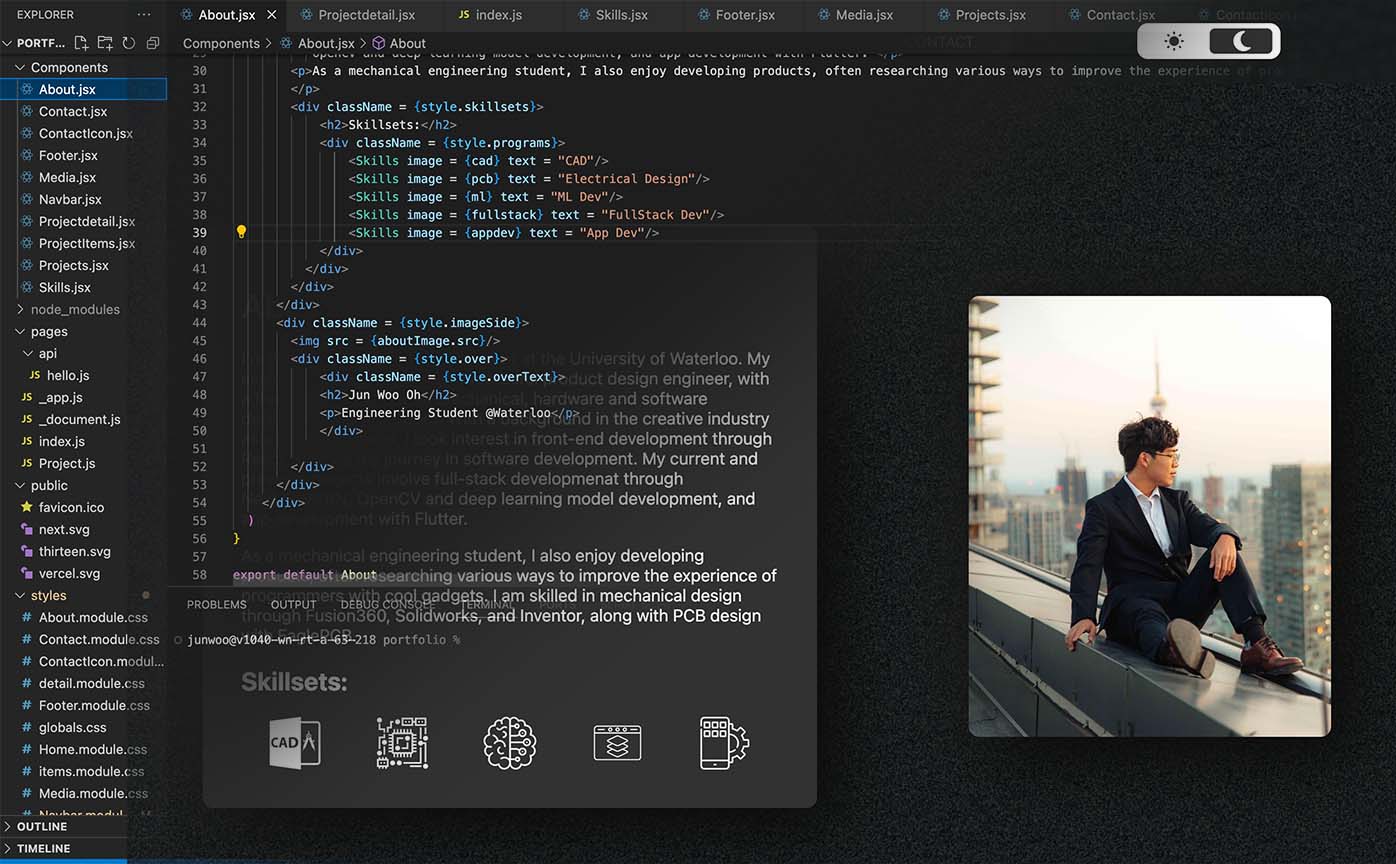 EXPLORER
···
About.jsx
Projectdetail.jsx
JS index.js
Skills.jsx
Footer.jsx
Media.jsx
Projects.jsx
Contact.jsx
ContactIcon
PORTF...
Components > About.jsx > About
CONTACT
Components
About.jsx
Contact.jsx
ContactIcon.jsx
Footer.jsx
Media.jsx
Navbar.jsx
Projectdetail.jsx
ProjectItems.jsx
Projects.jsx
Skills.jsx
node_modules
pages
api
JS hello.js
JS _app.js
JS _document.js
JS index.js
JS Project.js
public
favicon.ico
next.svg
thirteen.svg
vercel.svg
styles
# About.module.css
# Contact.module.css
# ContactIcon.modul...
# detail.module.css
# Footer.module.css
# globals.css
# Home.module.css
# items.module.css
# Media.module.css
# Navbar.modul
OUTLINE
TIMELINE
29 OpenCV and deep learning model development, and app development with Flutter. </p>
30 <p>As a mechanical engineering student, I also enjoy developing products, often researching various ways to improve the experience of
31 </p>
32 <div className = {style.skillsets}>
33 <h2>Skillsets:</h2>
34 <div className = {style.programs}>
35 <Skills image = {cad} text = "CAD"/>
36 <Skills image = {pcb} text = "Electrical Design"/>
37 <Skills image = {ml} text = "ML Dev"/>
38 <Skills image = {fullstack} text = "FullStack Dev"/>
39 <Skills image = {appdev} text = "App Dev"/>
40 </div>
41 </div>
42 </div>
43 </div>
44 <div className = {style.imageSide}>
45 <img src = {aboutImage.src}/>
46 <div className = {style.over}>
47 <div className = {style.overText}>
48 <h2>Jun Woo Oh</h2>
49 <p>Engineering Student @Waterloo</p>
50 </div>
51
52 </div>
53 </div>
54 </div>
55 )
56 }
57
58 export default About
at the University of Waterloo. My
product design engineer, with
mechanical, hardware and software
background in the creative industry
took interest in front-end development through
journey in software development. My current and
involve full-stack developmenat through
OpenCV and deep learning model development, and
development with Flutter.
As a mechanical engineering student, I also enjoy developing
researching various ways to improve the experience of
programmers with cool gadgets. I am skilled in mechanical design
through Fusion360, Solidworks, and Inventor, along with PCB design
with EaglePCB.
PROBLEMS
OUTPUT
DEBUG CONSOLE
TERMINAL
PORTS
junwoo@v1040-wn-rt-a-65-218 portfolio %
Skillsets:
CAD